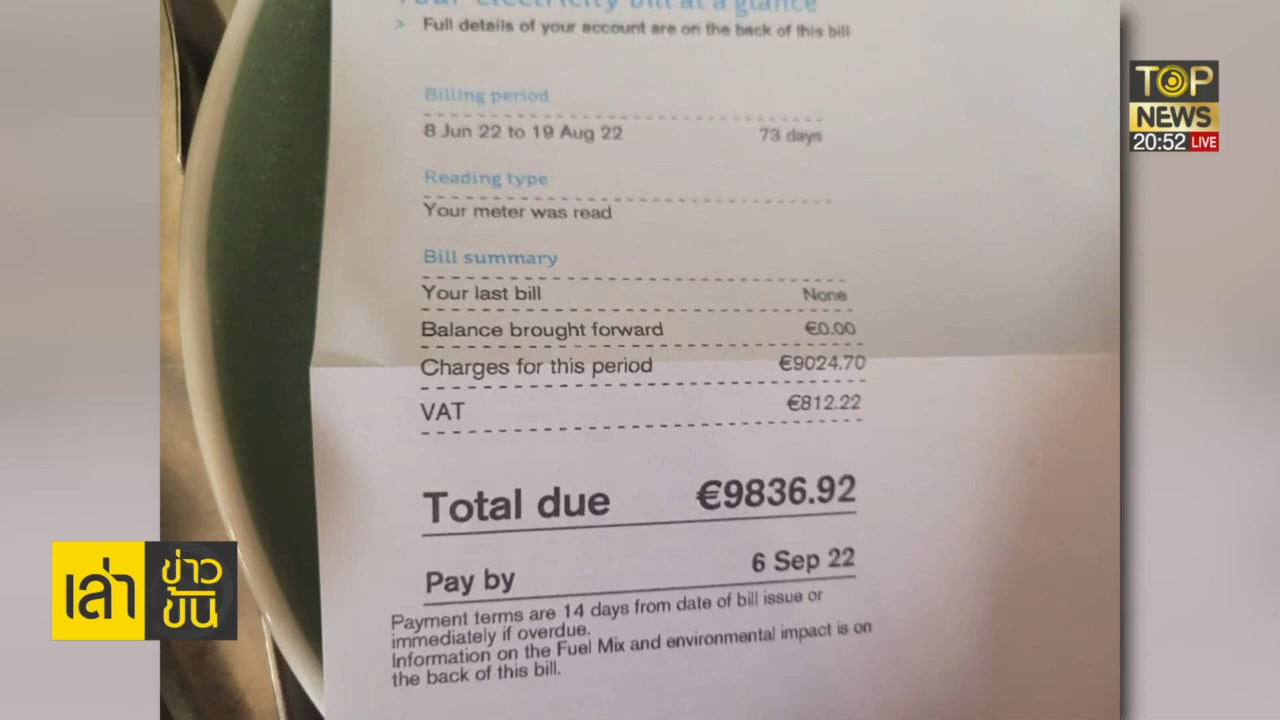 Your electricity bill at a glance
> Full details of your account are on the back of this bill
Billing period
8 Jun 22 to 19 Aug 22 73 days
Reading type
Your meter was read
Bill summary
Your last bill None
Balance brought forward €0.00
Charges for this period €9024.70
VAT €812.22
Total due €9836.92
Pay by 6 Sep 22
Payment terms are 14 days from date of bill issue or
immediately if overdue.
Information on the Fuel Mix and environmental impact is on
the back of this bill.
TOP
NEWS
20:52 LIVE
เล่า
ข่าว
ข้น